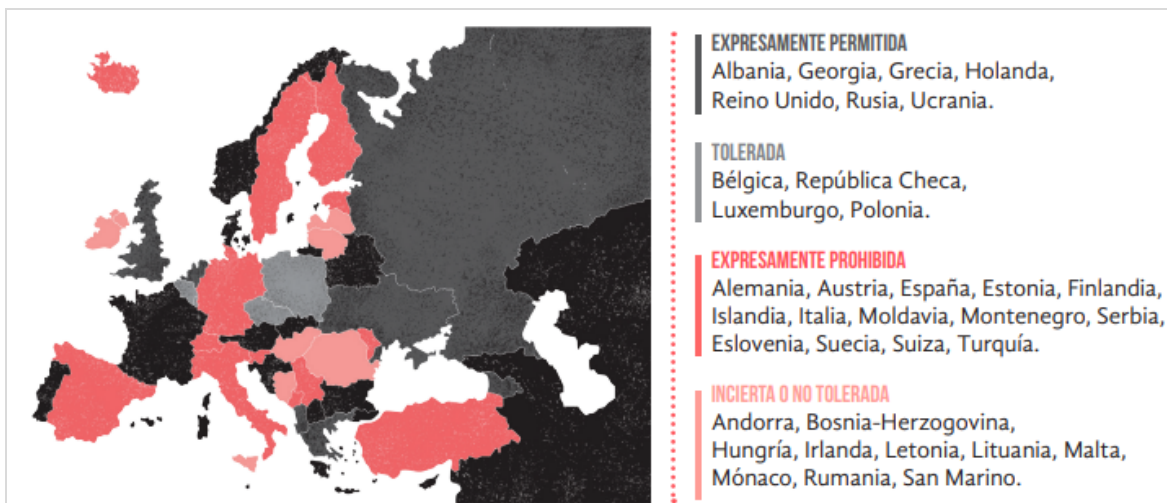 EXPRESAMENTE PERMITIDA
Albania, Georgia, Grecia, Holanda,
Reino Unido, Rusia, Ucrania.
TOLERADA
Bélgica, República Checa,
Luxemburgo, Polonia.
EXPRESAMENTE PROHIBIDA
Alemania, Austria, España, Estonia, Finlandia,
Islandia, Italia, Moldavia, Montenegro, Serbia,
Eslovenia, Suecia, Suiza, Turquía.
INCIERTA O NO TOLERADA
Andorra, Bosnia-Herzogovina,
Hungría, Irlanda, Letonia, Lituania, Malta,
Mónaco, Rumania, San Marino.